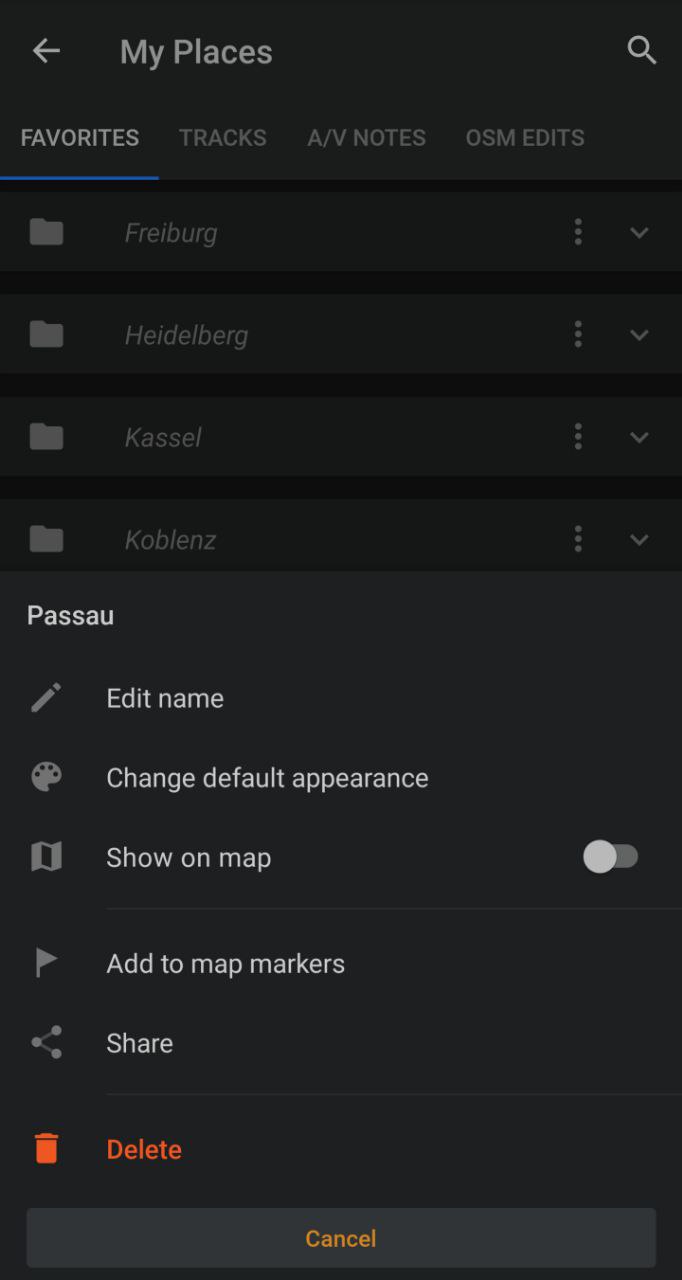 My Places
FAVORITES TRACKS A/V NOTES OSM EDITS
Freiburg
Heidelberg
Kassel
Koblenz
Passau
Edit name
Change default appearance
Show on map
Add to map markers
Share
Delete
Cancel